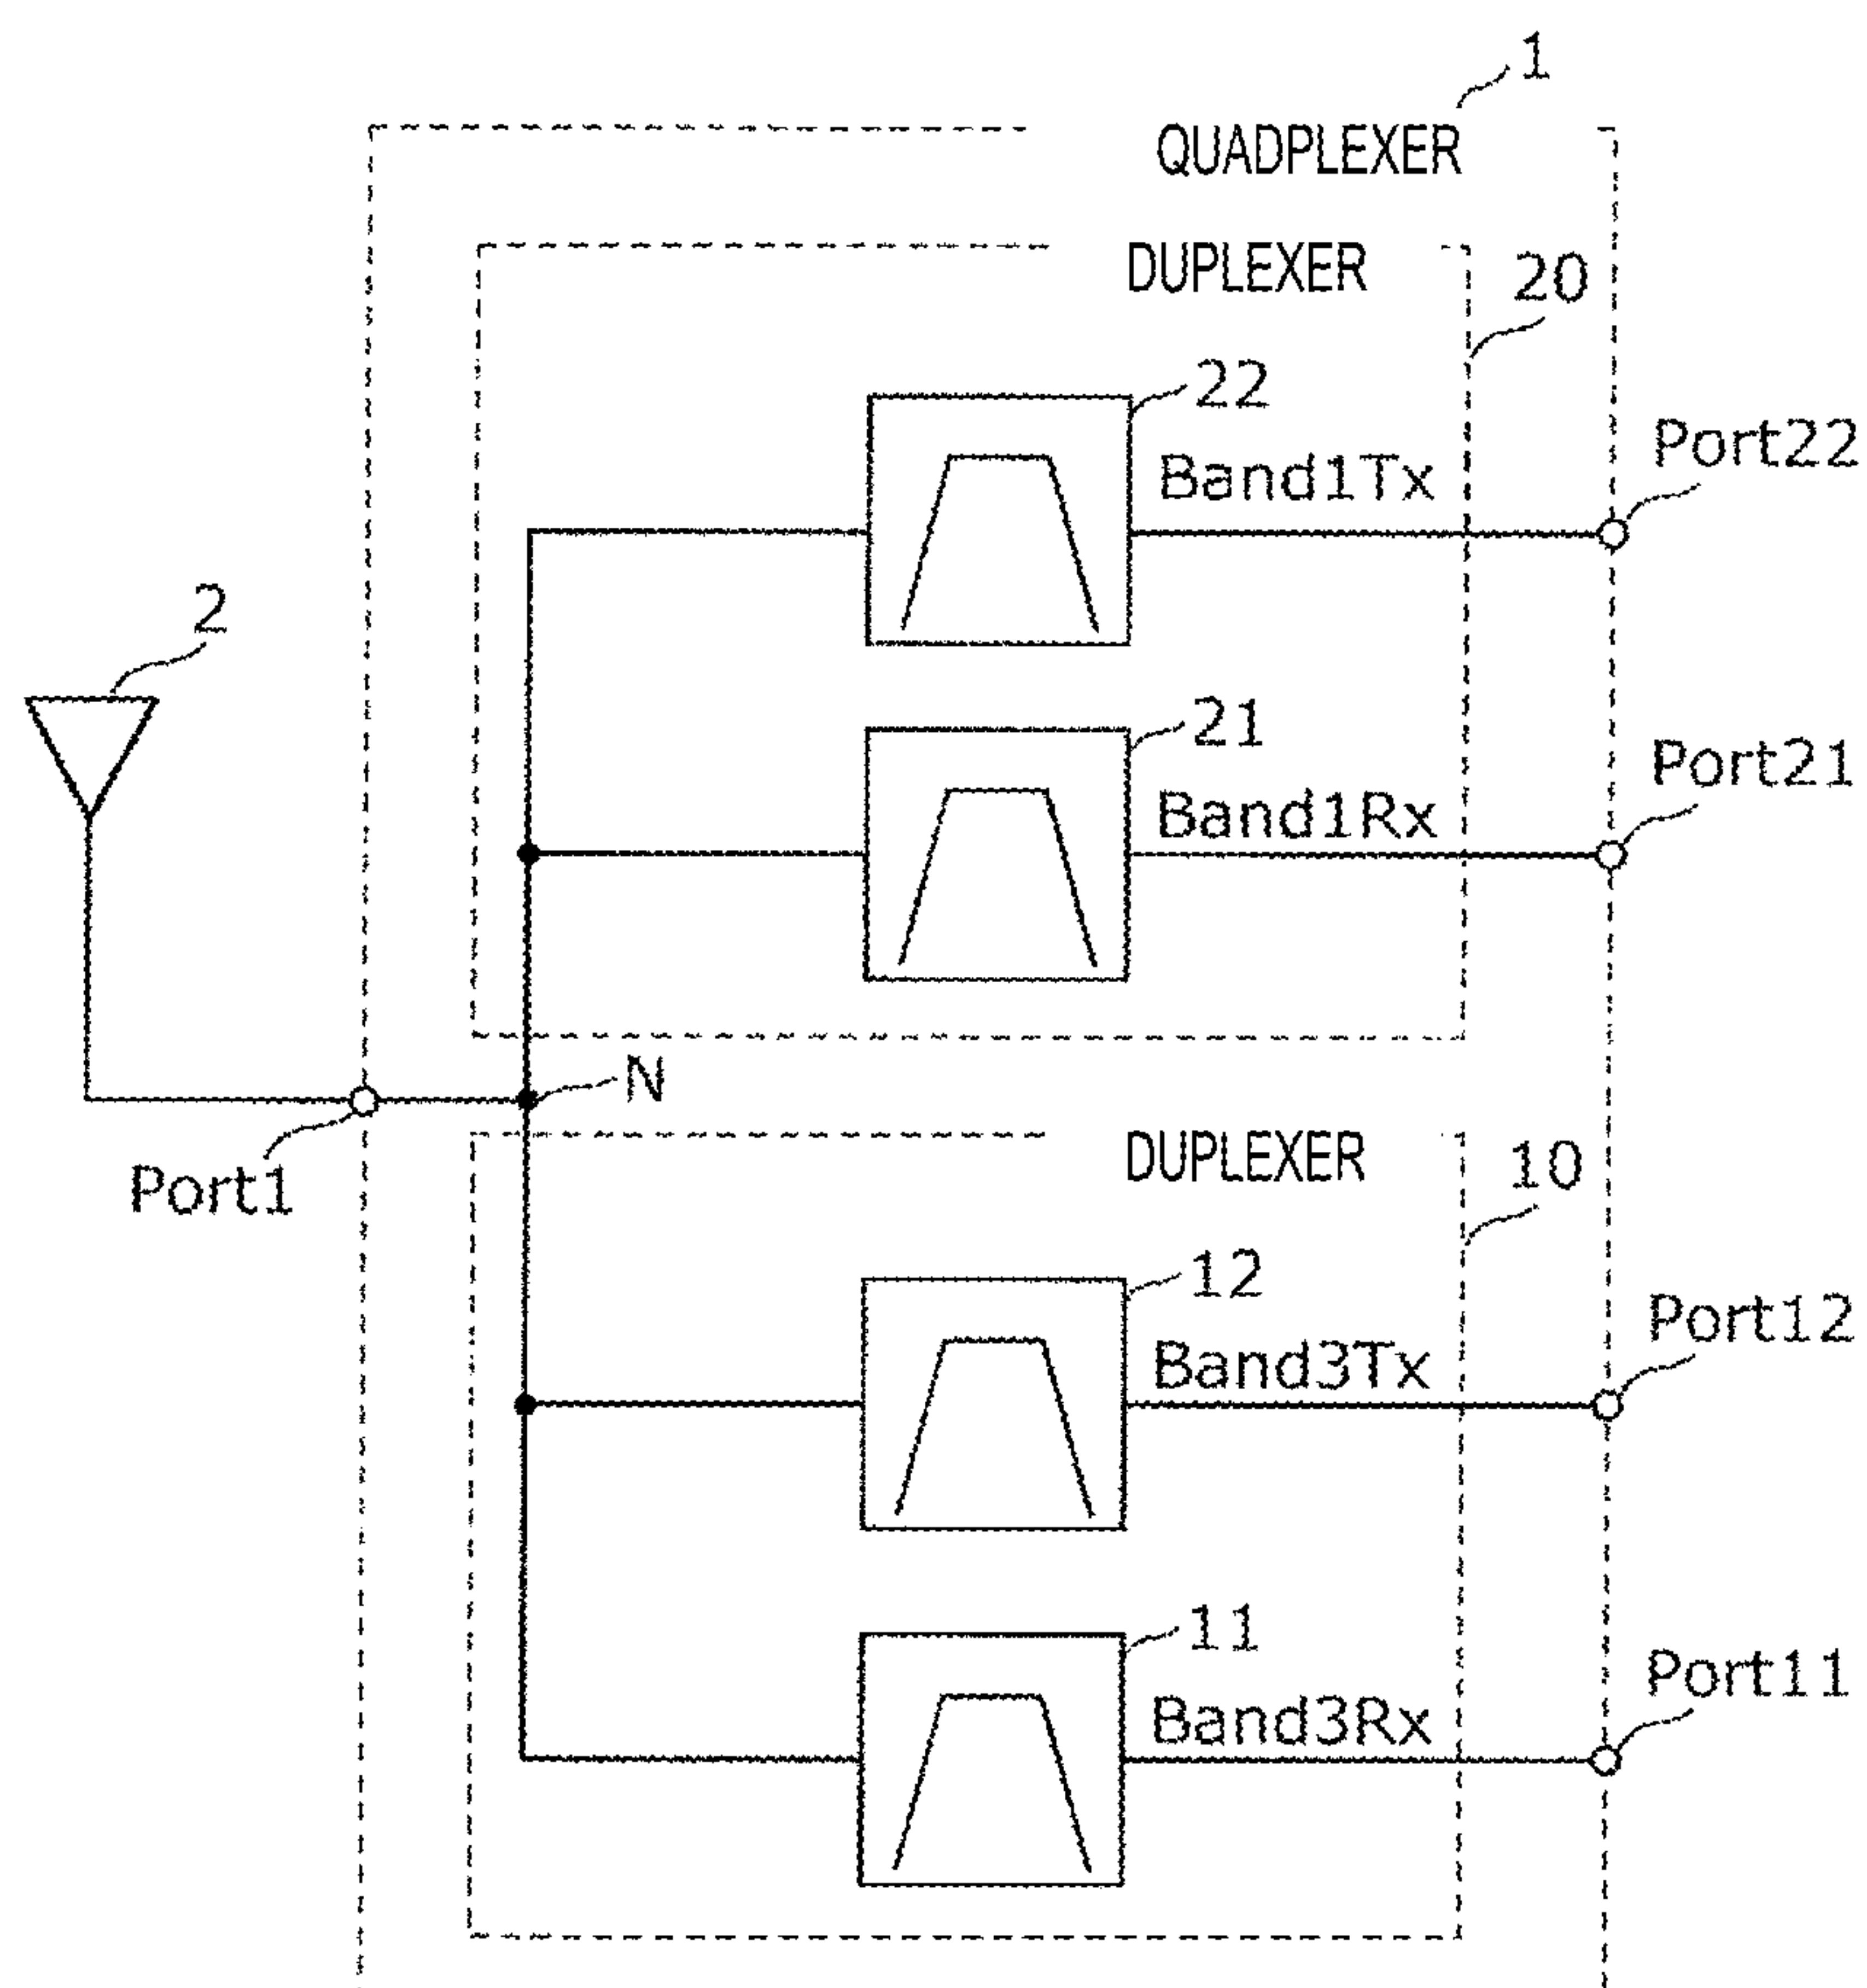 1
QUADPLEXER
DUPLEXER
20
22
Band1Tx
Port22
2
21
Band1Rx
Port21
N
Port1
DUPLEXER
10
12
Band3Tx
Port12
11
Band3Rx
Port11